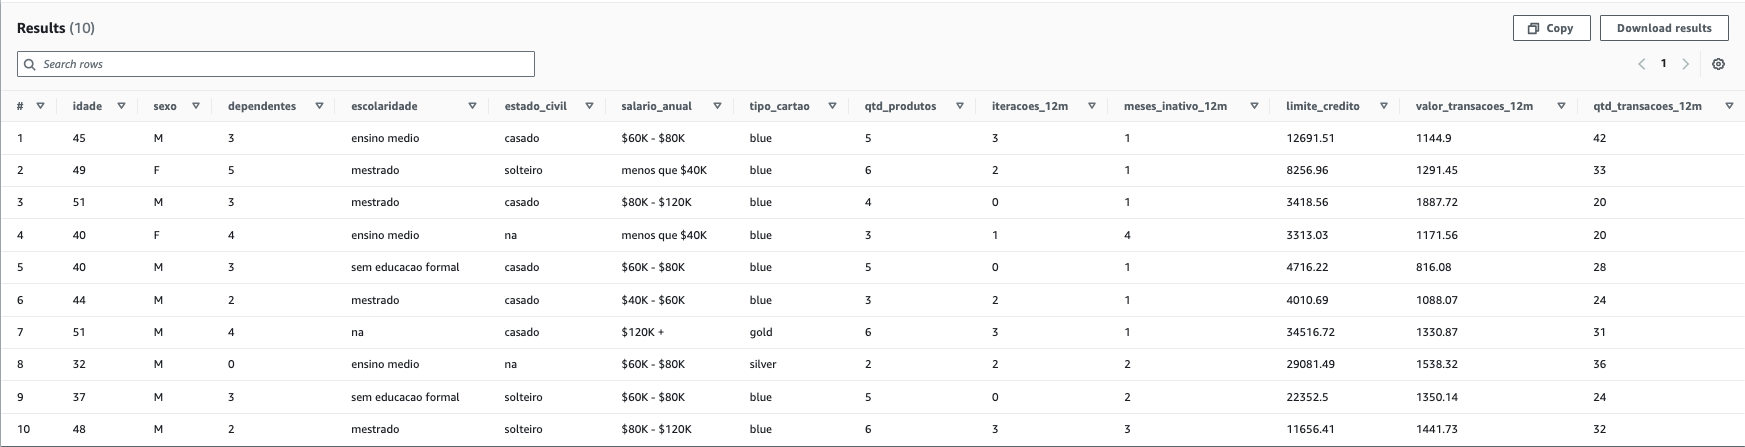 Results (10)
Copy
Download results
Search rows
1
# idade sexo dependentes escolaridade estado_civil salario_anual tipo_cartao qtd_produtos iteracoes_12m meses_inativo_12m limite_credito valor_transacoes_12m qtd_transacoes_12m
1 45 M 3 ensino medio casado $60K - $80K blue 5 3 1 12691.51 1144.9 42
2 49 F 5 mestrado solteiro menos que $40K blue 6 2 1 8256.96 1291.45 33
3 51 M 3 mestrado casado $80K - $120K blue 4 0 1 3418.56 1887.72 20
4 40 F 4 ensino medio na menos que $40K blue 3 1 4 3313.03 1171.56 20
5 40 M 3 sem educacao formal casado $60K - $80K blue 5 0 1 4716.22 816.08 28
6 44 M 2 mestrado casado $40K - $60K blue 3 2 1 4010.69 1088.07 24
7 51 M 4 na casado $120K + gold 6 3 1 34516.72 1330.87 31
8 32 M 0 ensino medio na $60K - $80K silver 2 2 2 29081.49 1538.32 36
9 37 M 3 sem educacao formal solteiro $60K - $80K blue 5 0 2 22352.5 1350.14 24
10 48 M 2 mestrado solteiro $80K - $120K blue 6 3 3 11656.41 1441.73 32